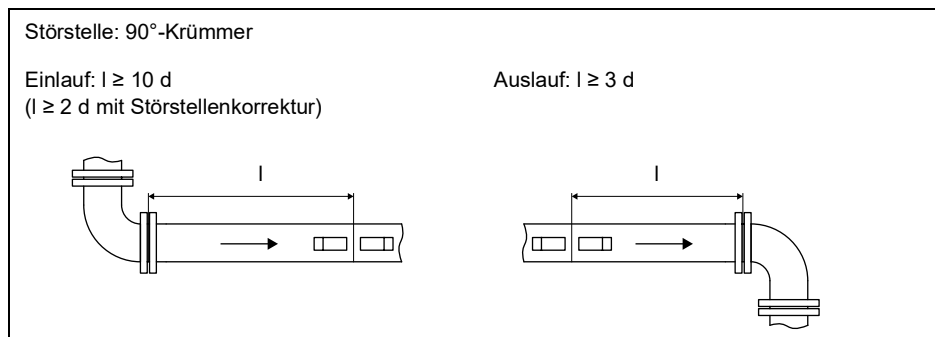 Störstelle: 90°-Krümmer
Einlauf: l ≥ 10 d
(l ≥ 2 d mit Störstellenkorrektur)
Auslauf: l ≥ 3 d
l
l